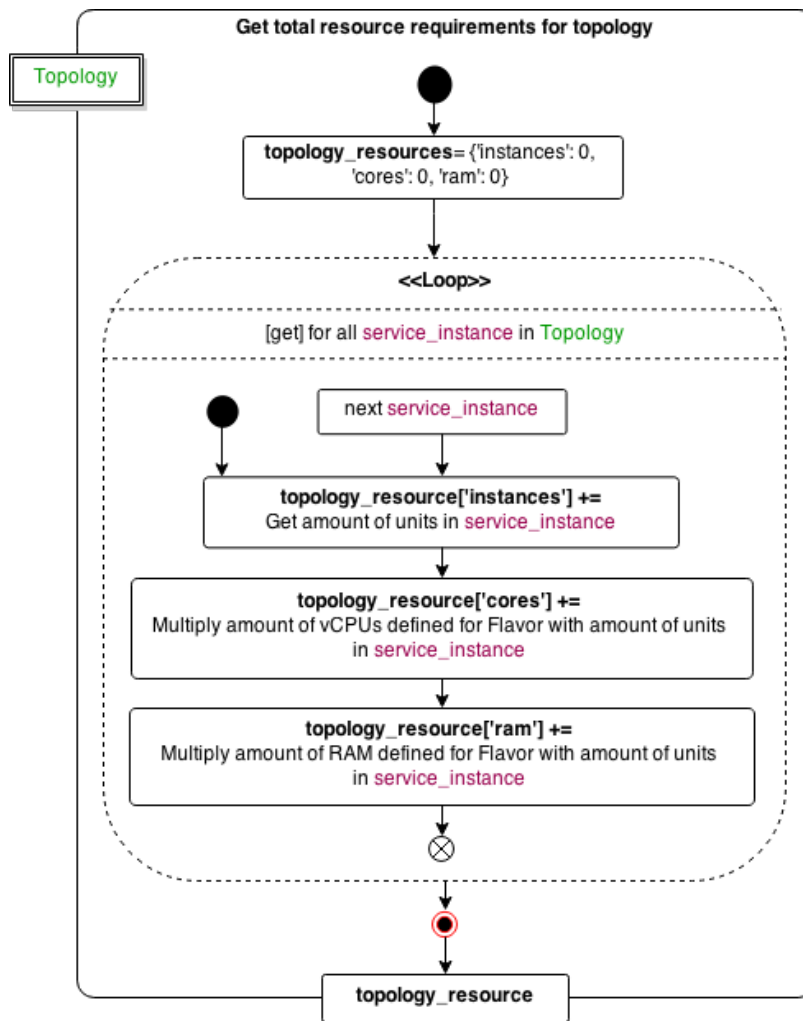 Get total resource requirements for topology
Topology
topology_resources= {'instances': 0,
'cores': 0, 'ram': 0}
<<Loop>>
[get] for all service_instance in Topology
next service_instance
topology_resource['instances'] +=
Get amount of units in service_instance
topology_resource['cores'] +=
Multiply amount of vCPUs defined for Flavor with amount of units
in service_instance
topology_resource['ram'] +=
Multiply amount of RAM defined for Flavor with amount of units
in service_instance
topology_resource